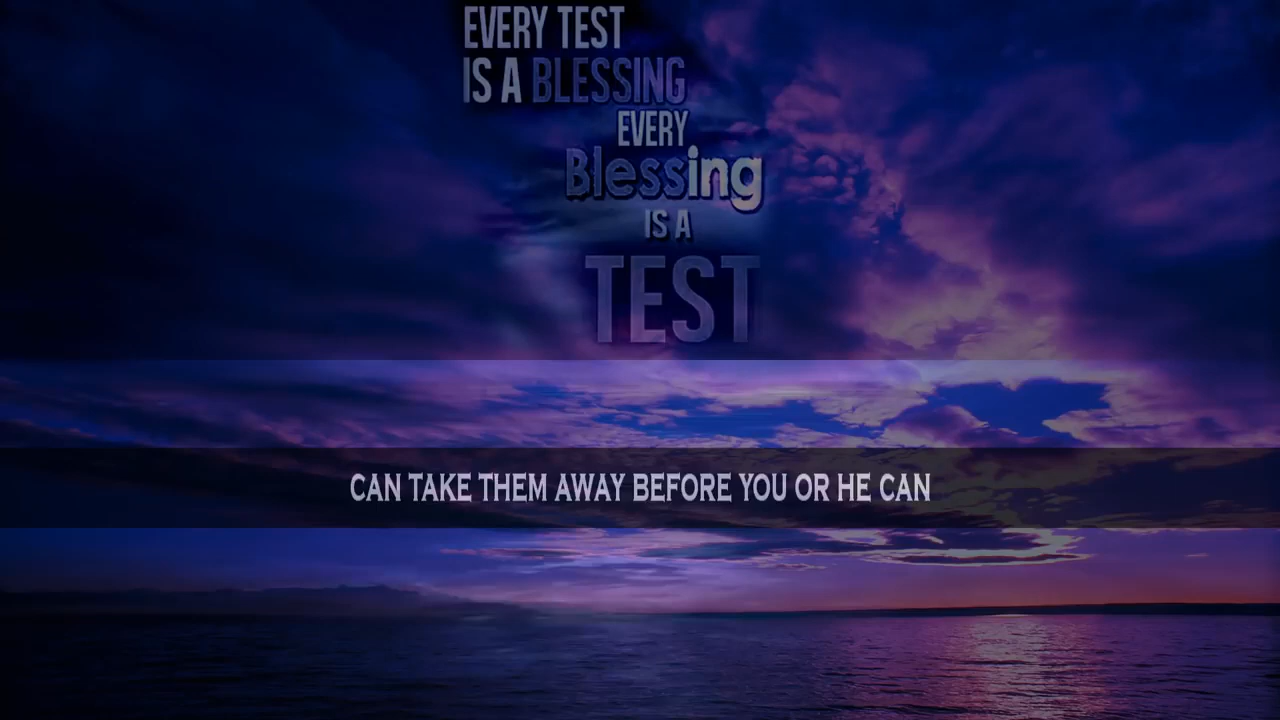 EVERY TEST
IS A BLESSING
EVERY
Blessing
IS A
TEST
CAN TAKE THEM AWAY BEFORE YOU OR HE CAN